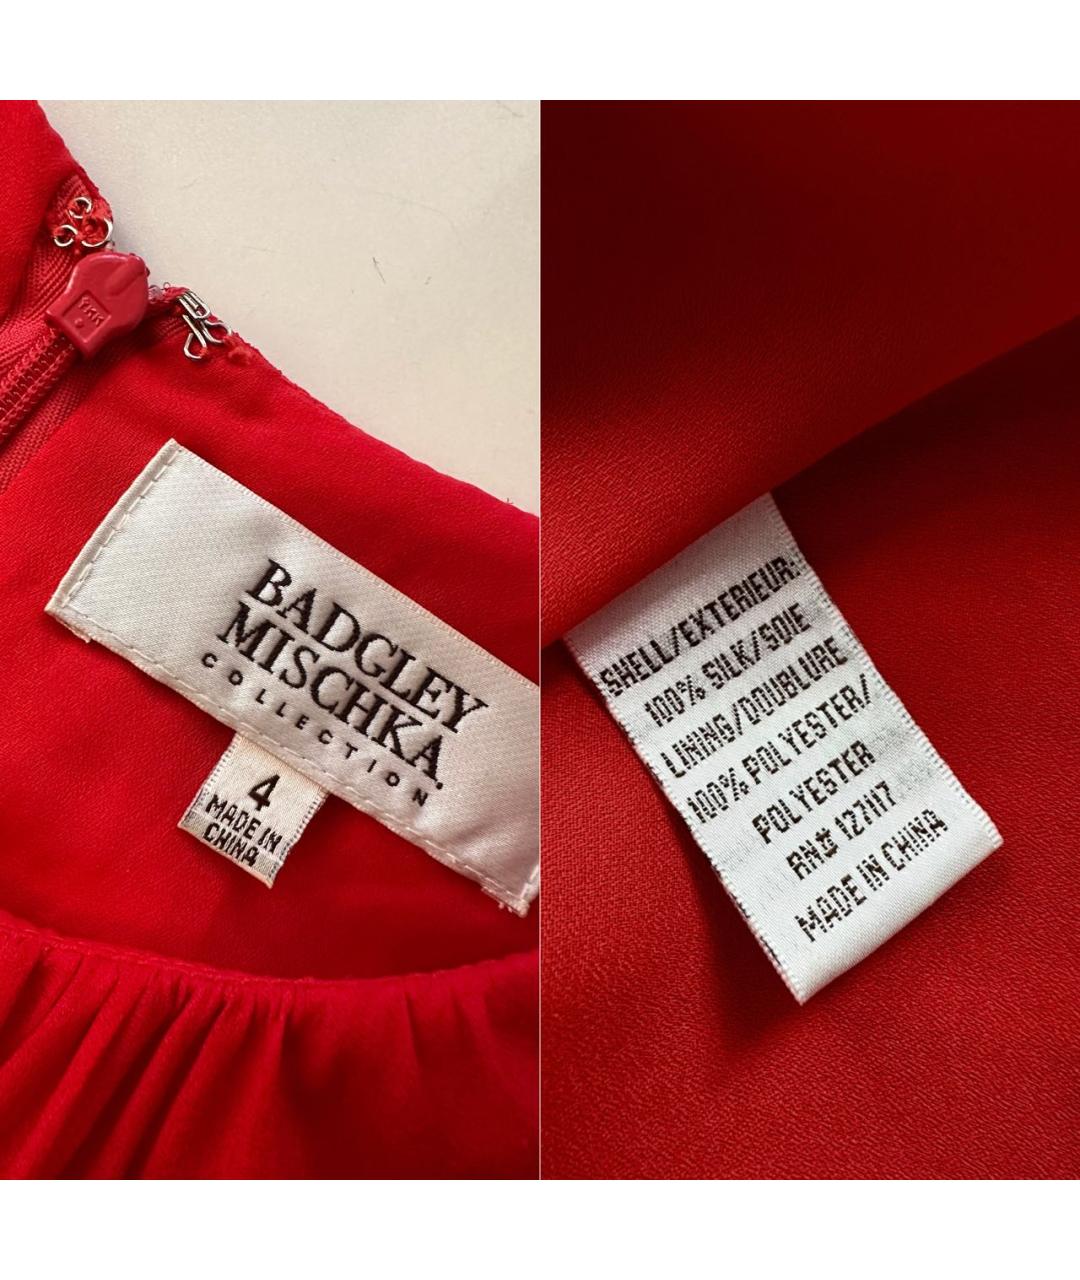 YKK
BADGLEY
MISCHKA.
COLLECTION
4
MADE IN
CHINA
SHELL/EXTERIEUR:
100% SILK/SOIE
LINING/DOUBLURE
100% POLYESTER/
POLYESTER
RN# 127117
MADE IN CHINA